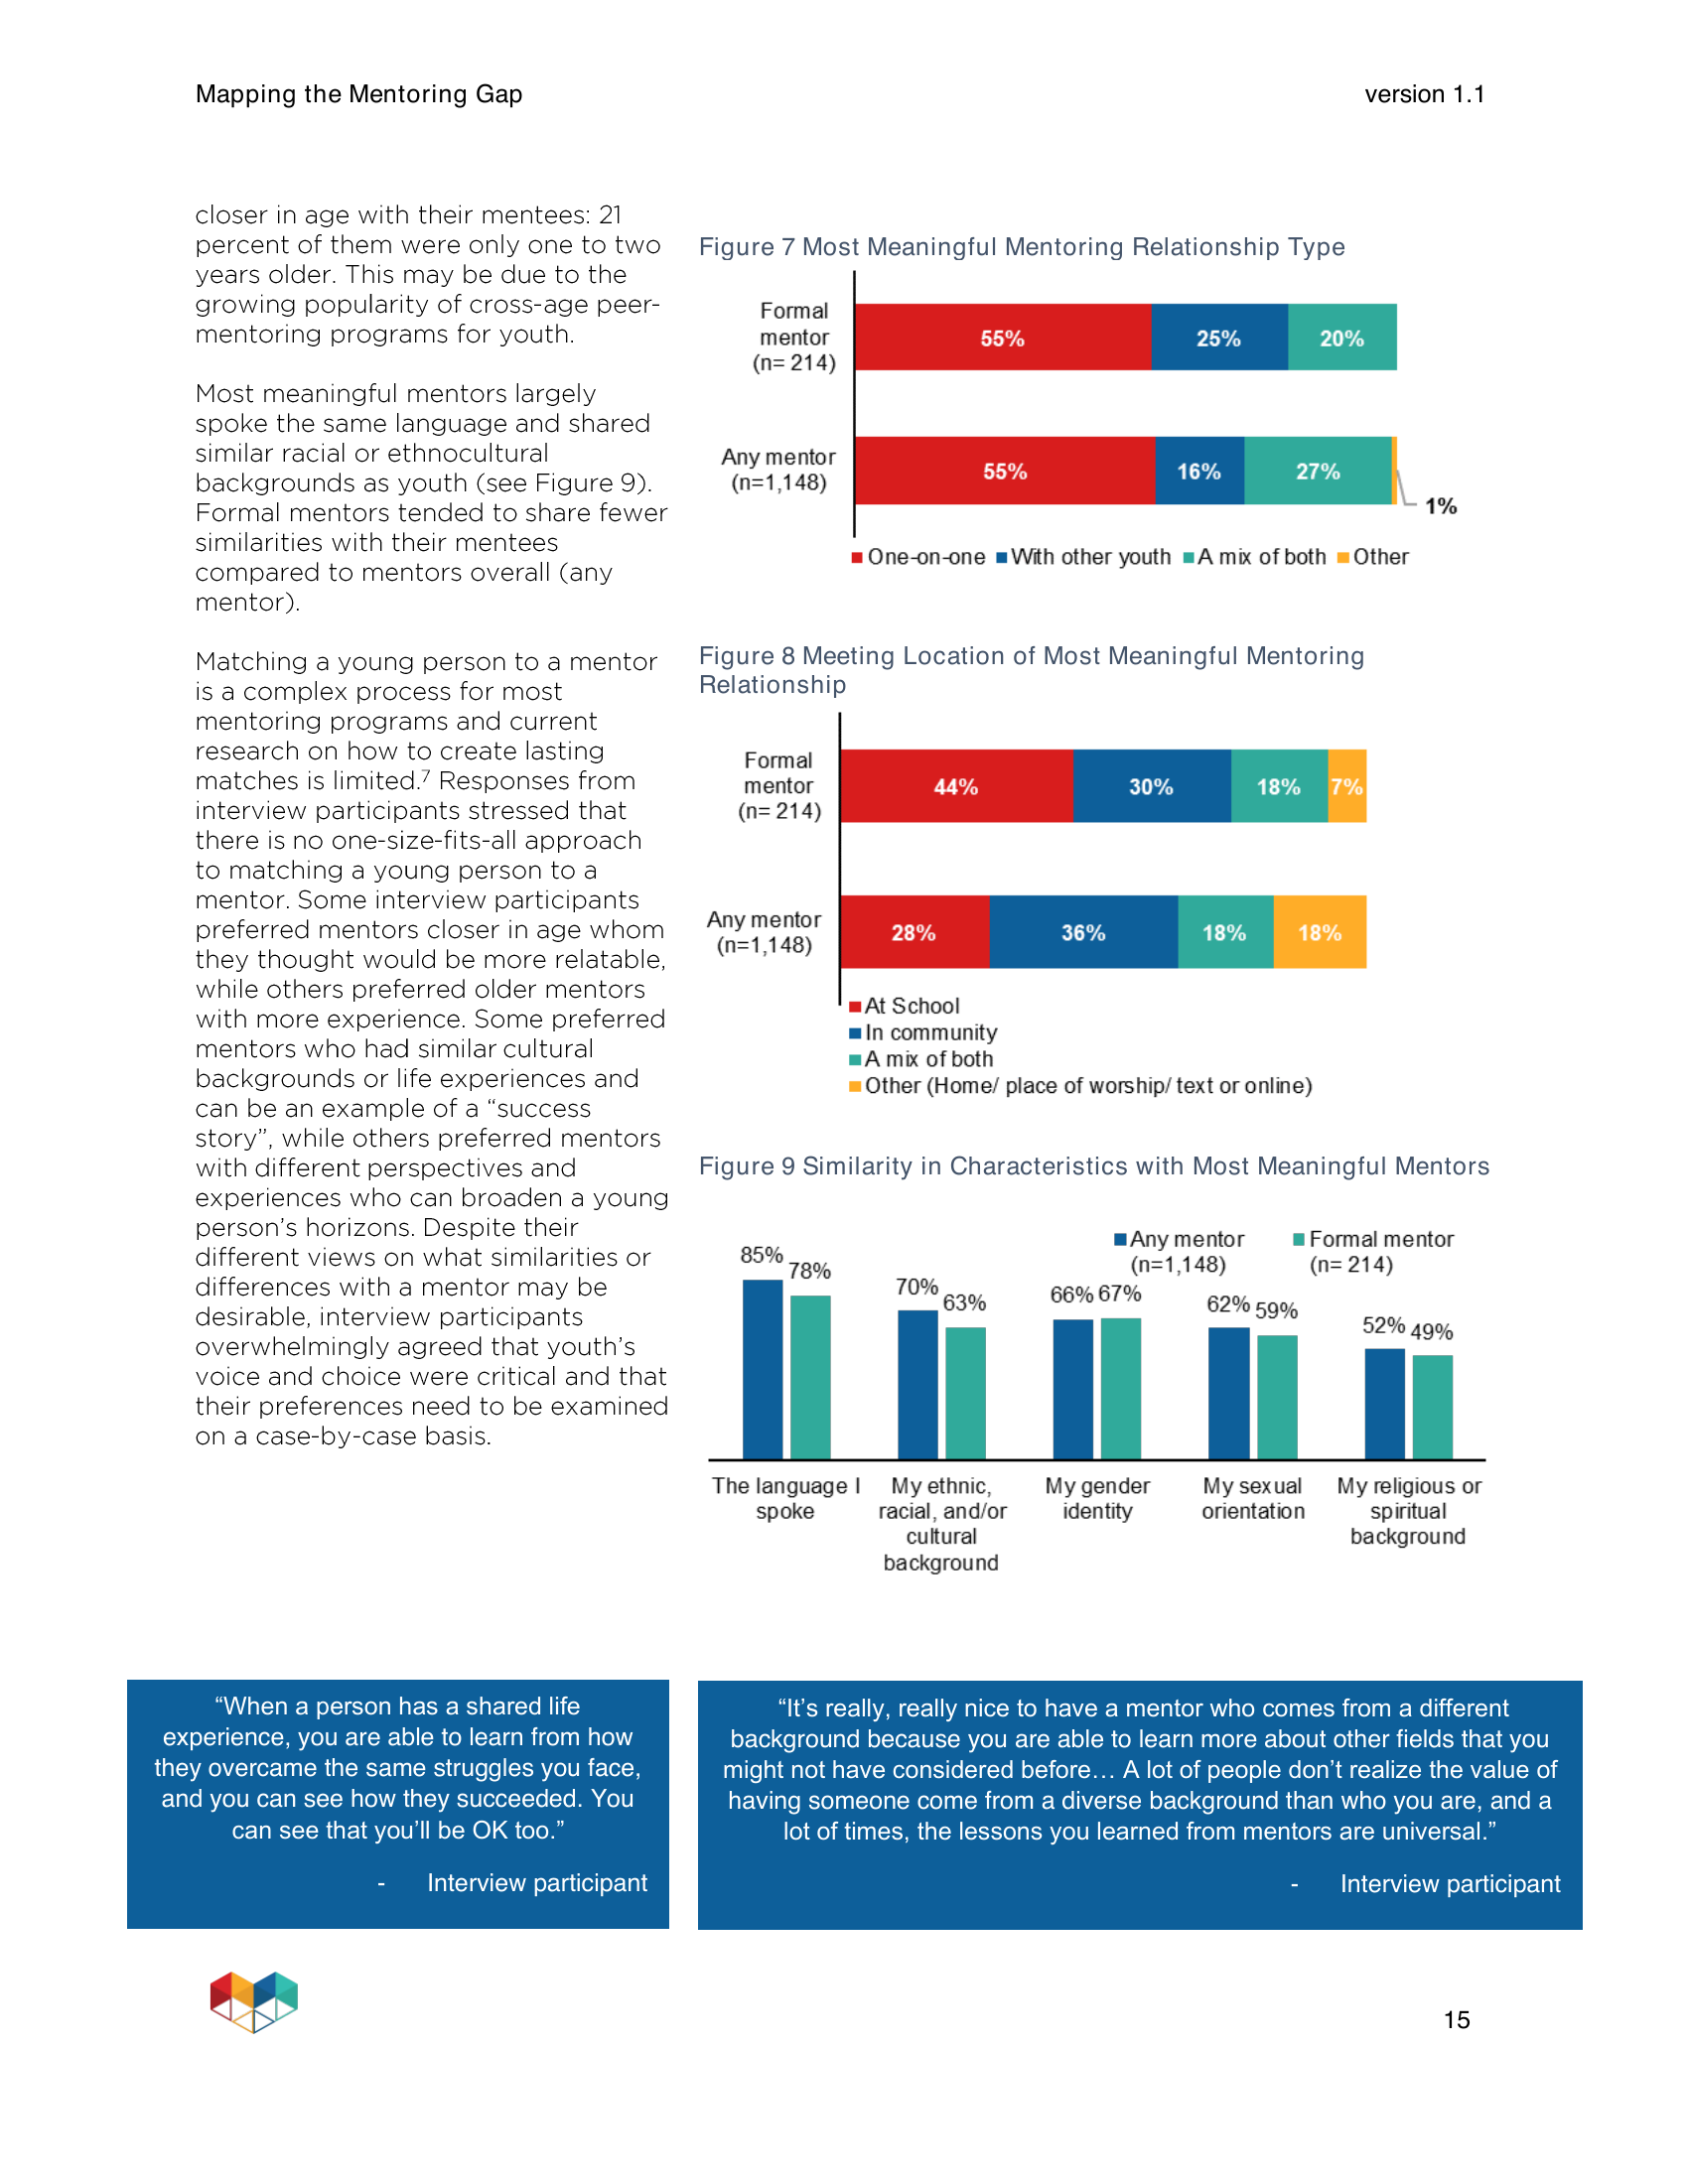 Mapping the Mentoring Gap
version 1.1
closer in age with their mentees: 21
percent of them were only one to two
years older. This may be due to the
growing popularity of cross-age peer-
mentoring programs for youth.
Most meaningful mentors largely
spoke the same language and shared
similar racial or ethnocultural
backgrounds as youth (see Figure 9).
Formal mentors tended to share fewer
similarities with their mentees
compared to mentors overall (any
mentor).
Matching a young person to a mentor
is a complex process for most
mentoring programs and current
research on how to create lasting
matches is limited.⁷ Responses from
interview participants stressed that
there is no one-size-fits-all approach
to matching a young person to a
mentor. Some interview participants
preferred mentors closer in age whom
they thought would be more relatable,
while others preferred older mentors
with more experience. Some preferred
mentors who had similar cultural
backgrounds or life experiences and
can be an example of a “success
story”, while others preferred mentors
with different perspectives and
experiences who can broaden a young
person’s horizons. Despite their
different views on what similarities or
differences with a mentor may be
desirable, interview participants
overwhelmingly agreed that youth’s
voice and choice were critical and that
their preferences need to be examined
on a case-by-case basis.
Figure 7 Most Meaningful Mentoring Relationship Type
Formal
mentor
(n= 214)
55% 25% 20%
Any mentor
(n=1,148)
55% 16% 27%
1%
One-on-one With other youth A mix of both Other
Figure 8 Meeting Location of Most Meaningful Mentoring
Relationship
Formal
mentor
(n= 214)
44% 30% 18% 7%
Any mentor
(n=1,148)
28% 36% 18% 18%
At School
In community
A mix of both
Other (Home/ place of worship/ text or online)
Figure 9 Similarity in Characteristics with Most Meaningful Mentors
Any mentor
(n=1,148)
Formal mentor
(n= 214)
85% 78%
70% 63%
66% 67%
62% 59%
52% 49%
The language I
spoke
My ethnic,
racial, and/or
cultural
background
My gender
identity
My sexual
orientation
My religious or
spiritual
background
“When a person has a shared life
experience, you are able to learn from how
they overcame the same struggles you face,
and you can see how they succeeded. You
can see that you’ll be OK too.”
- Interview participant
“It’s really, really nice to have a mentor who comes from a different
background because you are able to learn more about other fields that you
might not have considered before… A lot of people don’t realize the value of
having someone come from a diverse background than who you are, and a
lot of times, the lessons you learned from mentors are universal.”
- Interview participant
15